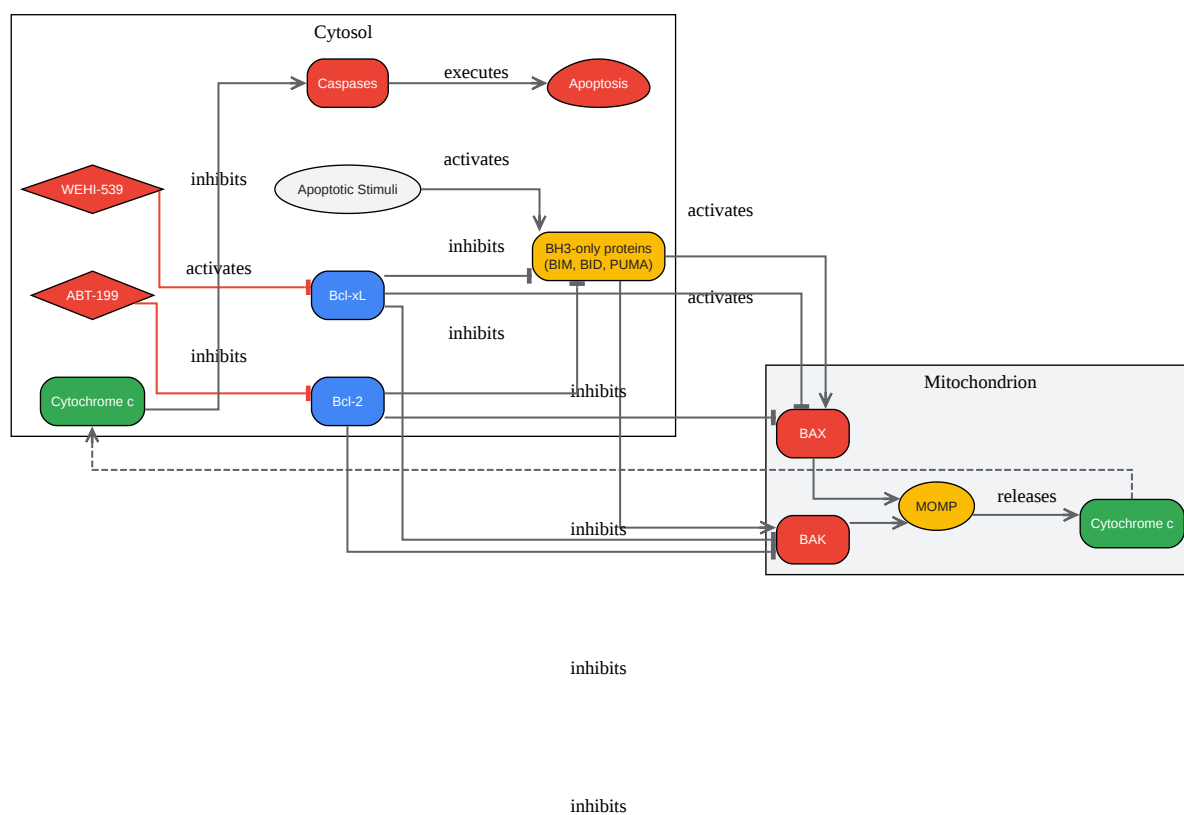 Cytosol
Caspases
executes
Apoptosis
activates
WEHI-539
inhibits
Apoptotic Stimuli
activates
inhibits
BH3-only proteins
(BIM, BID, PUMA)
activates
ABT-199
Bcl-xL
activates
inhibits
inhibits
Mitochondrion
Cytochrome c
Bcl-2
inhibits
BAX
releases
MOMP
Cytochrome c
inhibits
BAK
inhibits
inhibits